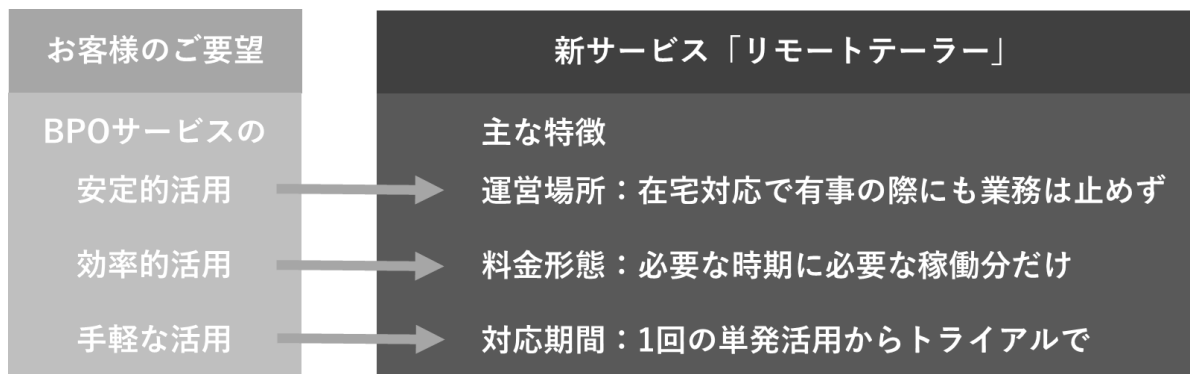 お客様のご要望
新サービス「リモートテーラー」
BPOサービスの
主な特徴
安定的活用
運営場所：在宅対応で有事の際にも業務は止めず
効率的活用
料金形態：必要な時期に必要な稼働分だけ
手軽な活用
対応期間：1回の単発活用からトライアルで